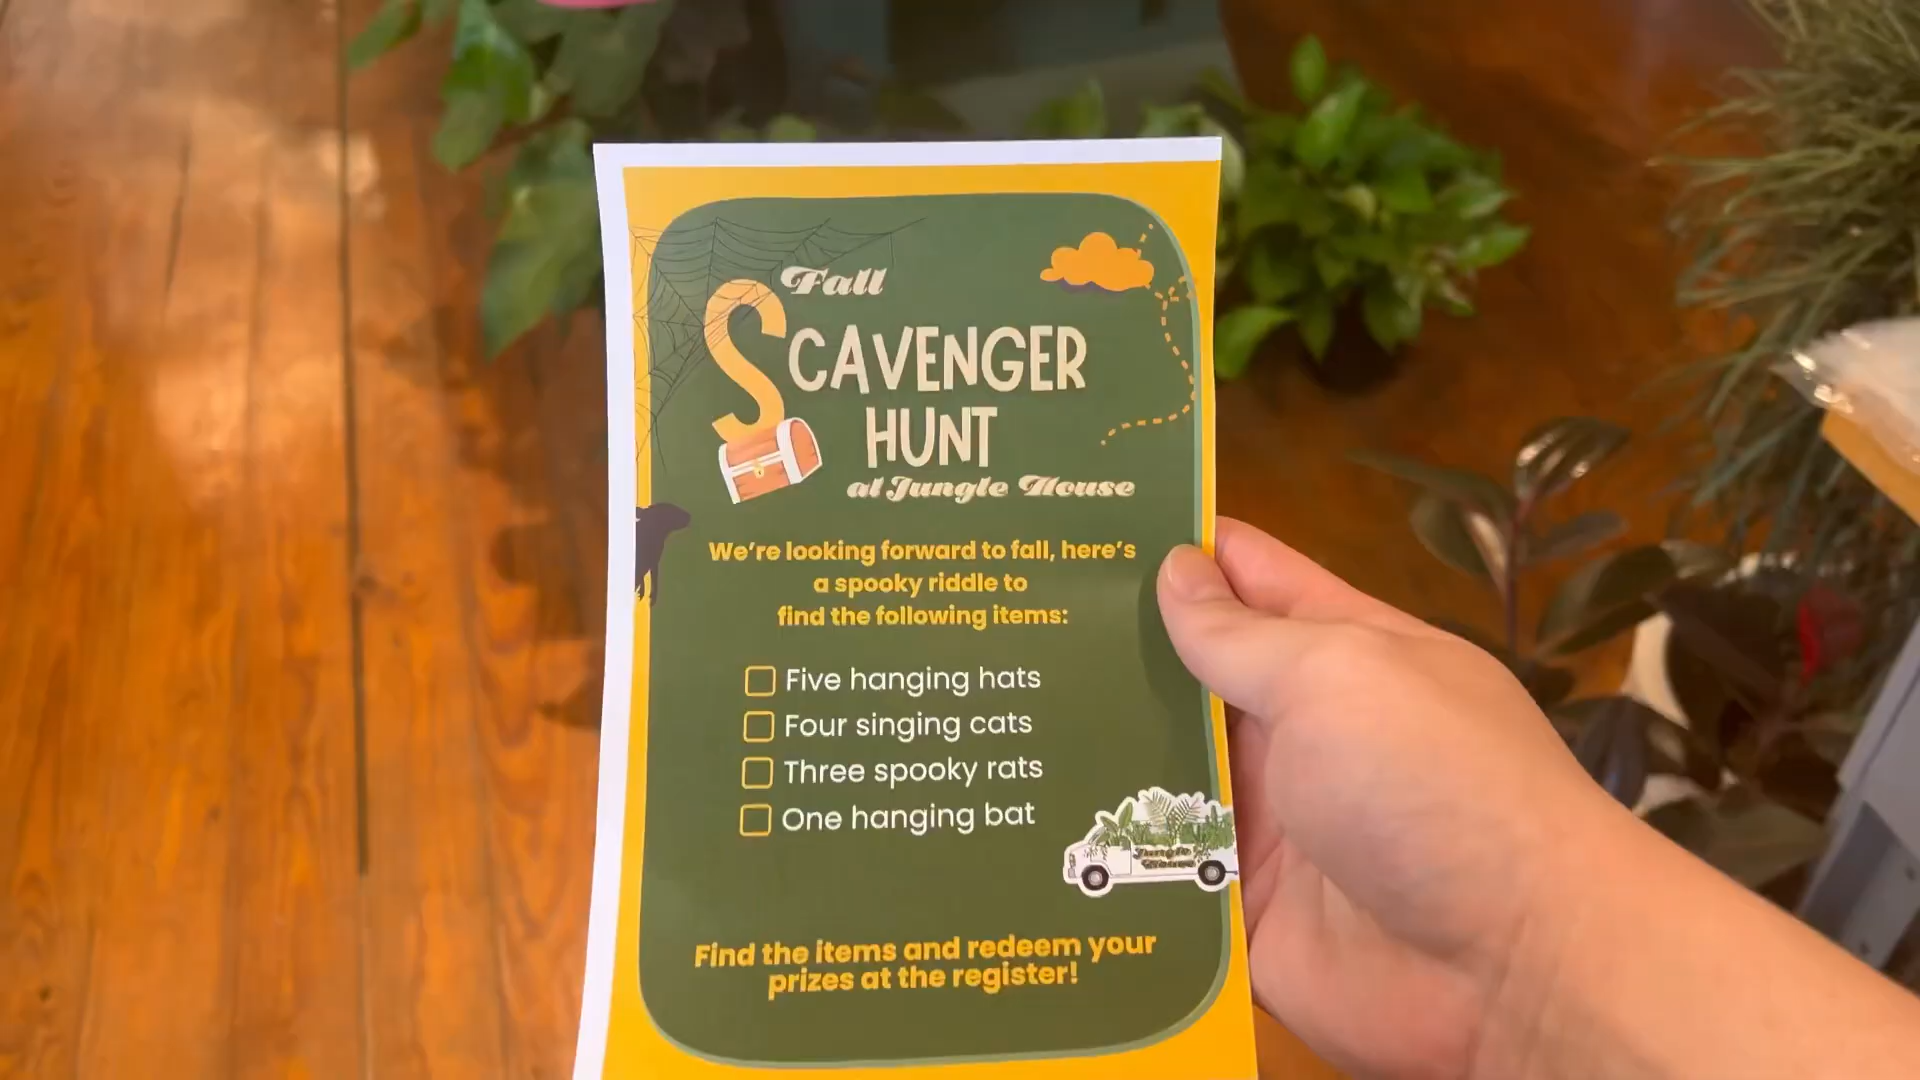 Fall
SCAVENGER
HUNT
at Jungle House
We're looking forward to fall, here's
a spooky riddle to
find the following items:
Five hanging hats
Four singing cats
Three spooky rats
One hanging bat
Jungle
House
Find the items and redeem your
prizes at the register!